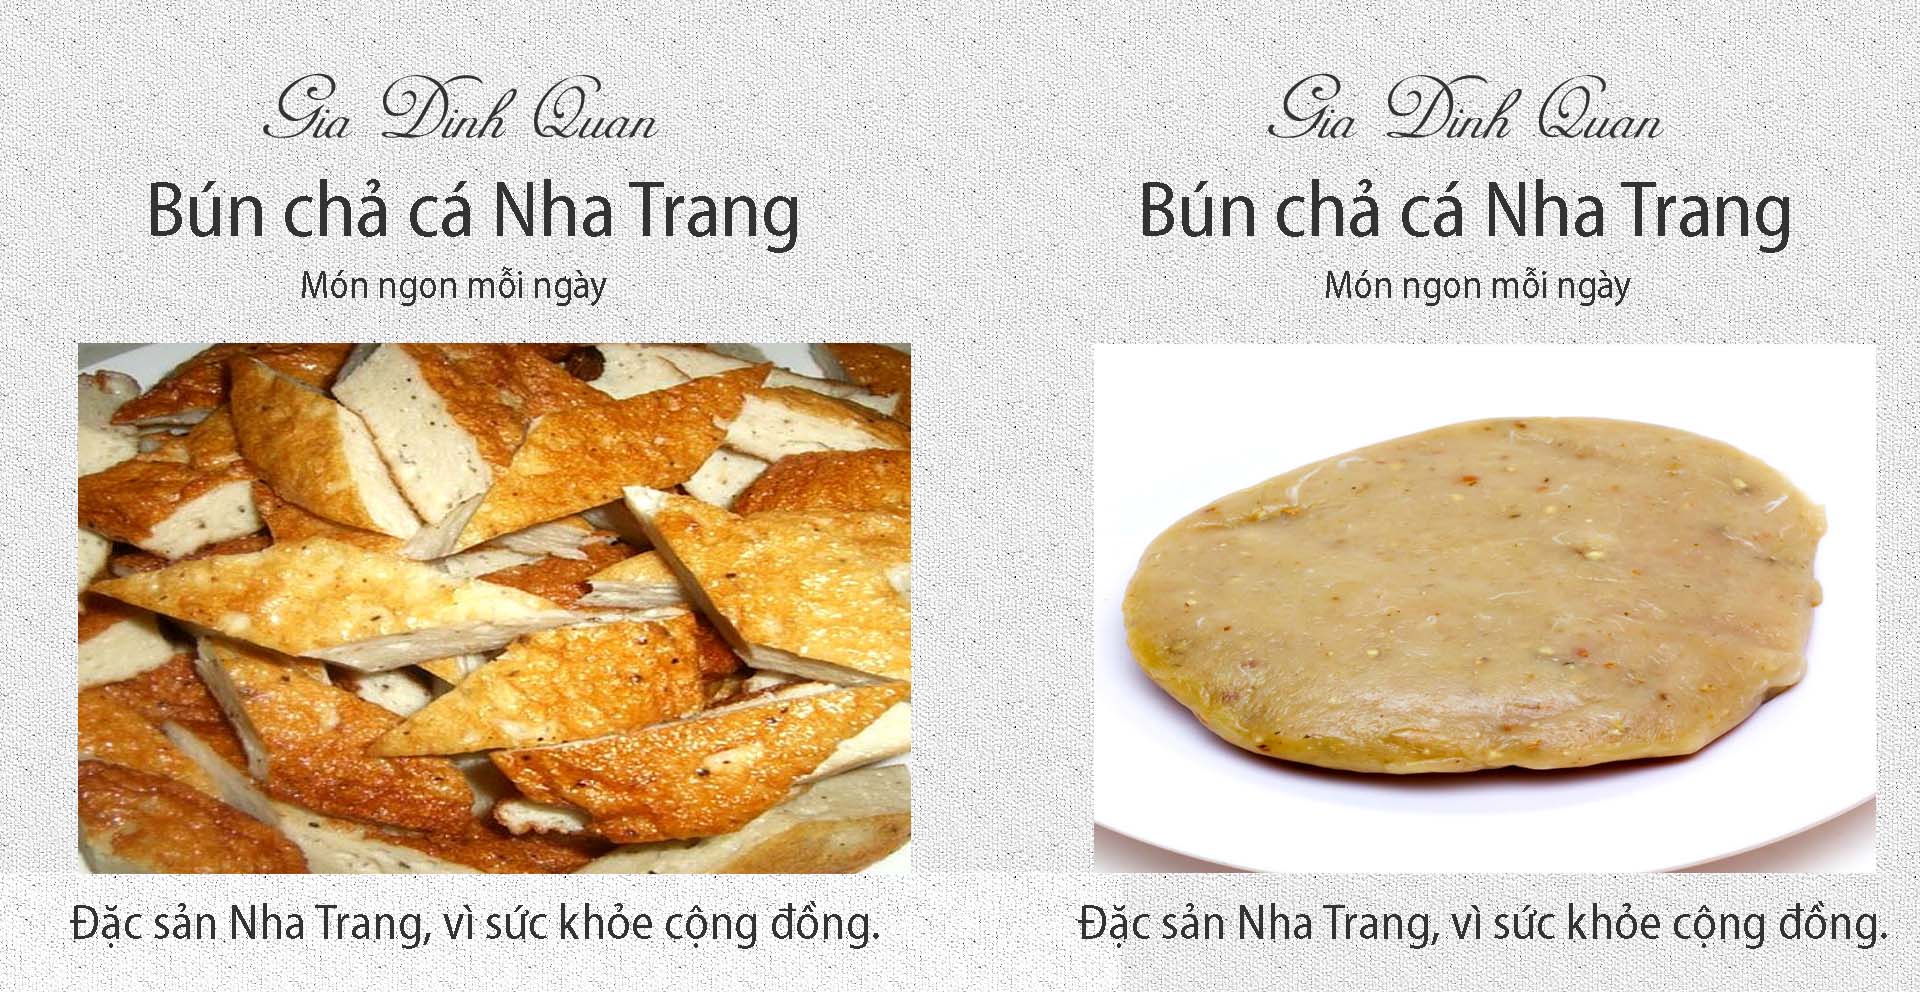 Gia Dinh Quan
Bún chả cá Nha Trang
Món ngon mỗi ngày
Đặc sản Nha Trang, vì sức khỏe cộng đồng.
Gia Dinh Quan
Bún chả cá Nha Trang
Món ngon mỗi ngày
Đặc sản Nha Trang, vì sức khỏe cộng đồng.